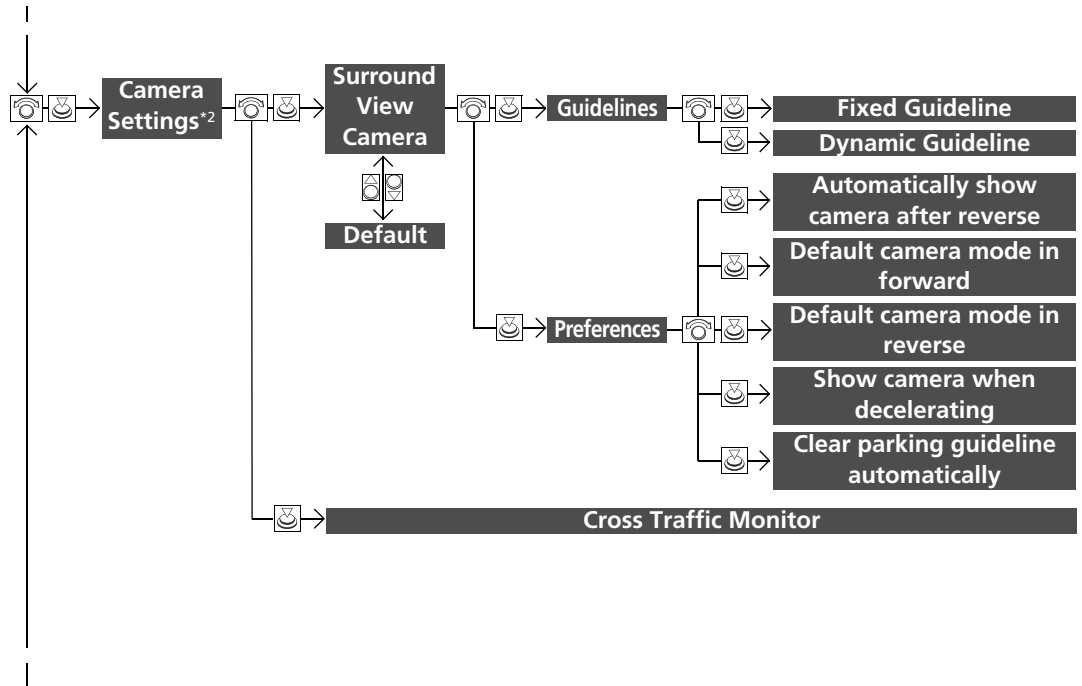 Camera
Settings*2
Surround
View
Camera
Default
Guidelines
Fixed Guideline
Dynamic Guideline
Preferences
Automatically show
camera after reverse
Default camera mode in
forward
Default camera mode in
reverse
Show camera when
decelerating
Clear parking guideline
automatically
Cross Traffic Monitor